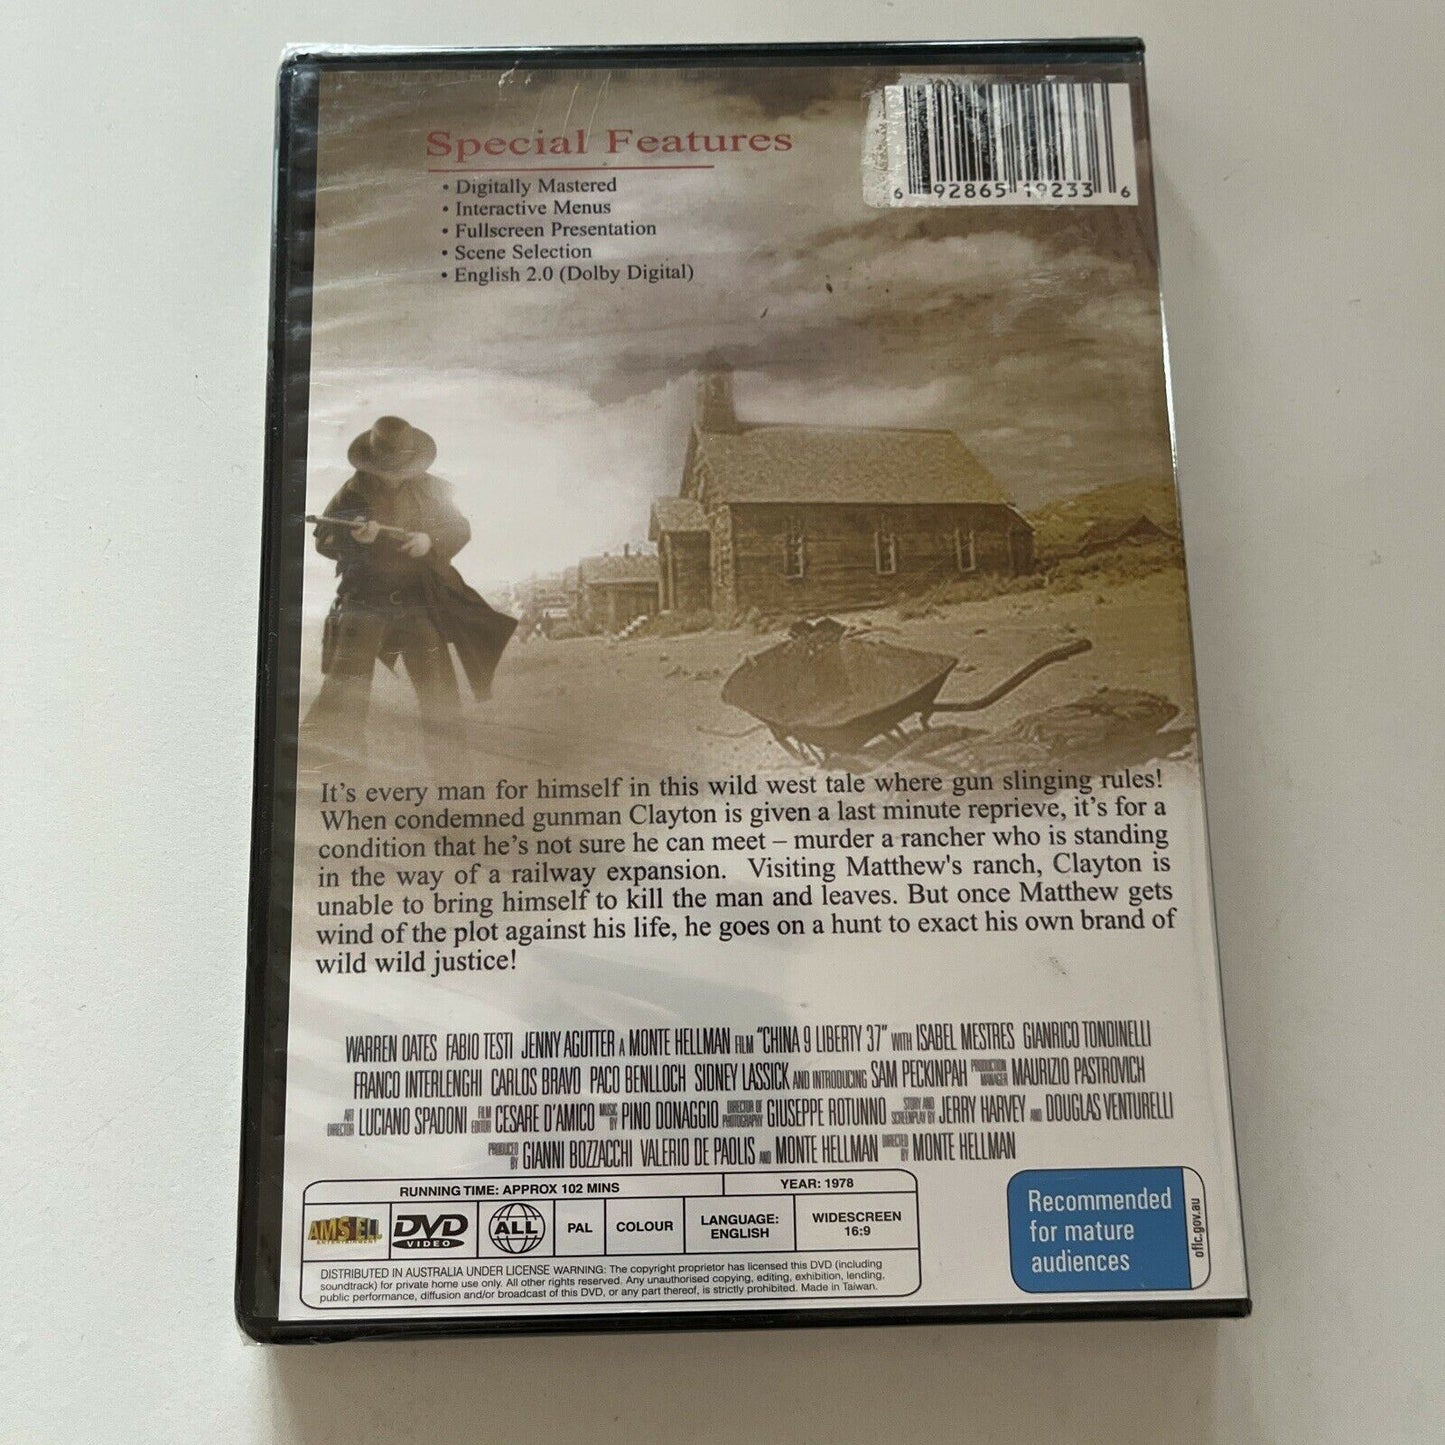 Special Features
• Digitally Mastered
• Interactive Menus
• Fullscreen Presentation
• Scene Selection
• English 2.0 (Dolby Digital)
6 92865 19233 6
It's every man for himself in this wild west tale where gun slinging rules!
When condemned gunman Clayton is given a last minute reprieve, it's for a
condition that he's not sure he can meet – murder a rancher who is standing
in the way of a railway expansion. Visiting Matthew's ranch, Clayton is
unable to bring himself to kill the man and leaves. But once Matthew gets
wind of the plot against his life, he goes on a hunt to exact his own brand of
wild wild justice!
WARREN OATES FABIO TESTI JENNY AGUTTER A MONTE HELLMAN FILM "CHINA 9 LIBERTY 37" WITH ISABEL MESTRES GIANRICO TONDINELLI
FRANCO INTERLENGHI CARLOS BRAVO PACO BENLLOCH SIDNEY LASSICK AND INTRODUCING SAM PECKINPAH PRODUCTION MANAGER MAURIZIO PASTROVICH
ART DIRECTOR LUCIANO SPADONI FILM EDITOR CESARE D'AMICO MUSIC BY PINO DONAGGIO DIRECTOR OF PHOTOGRAPHY GIUSEPPE ROTUNNO STORY AND SCREENPLAY BY JERRY HARVEY AND DOUGLAS VENTURELLI
PRODUCED BY GIANNI BOZZACCHI VALERIO DE PAOLIS AND MONTE HELLMAN DIRECTED BY MONTE HELLMAN
RUNNING TIME: APPROX 102 MINS
YEAR: 1978
AMSELL
ENTERTAINMENT
DVD
VIDEO
ALL
PAL
COLOUR
LANGUAGE:
ENGLISH
WIDESCREEN
16:9
DISTRIBUTED IN AUSTRALIA UNDER LICENSE WARNING: The copyright proprietor has licensed this DVD (including
soundtrack) for private home use only. All other rights reserved. Any unauthorised copying, editing, exhibition, lending,
public performance, diffusion and/or broadcast of this DVD, or any part thereof, is strictly prohibited. Made in Taiwan.
Recommended
for mature
audiences
oflc.gov.au